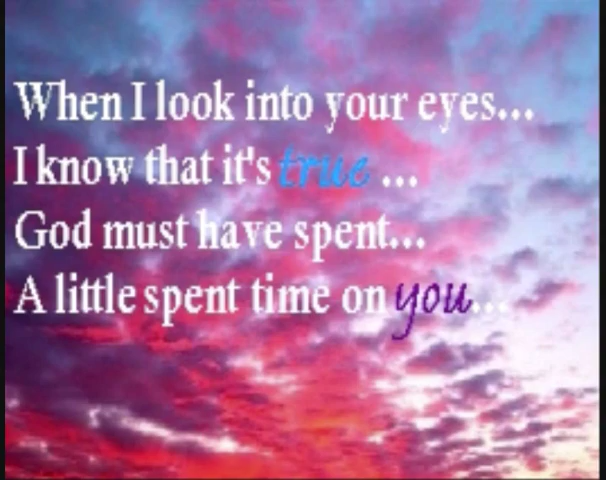 When I look into your eyes...
I know that it's true ...
God must have spent...
A little spent time on you...